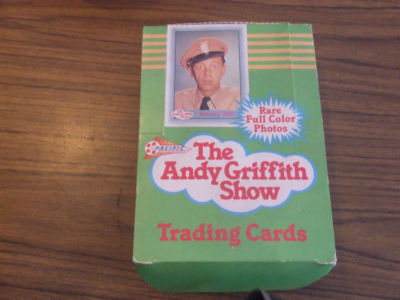 Rare
Full Color
Photos
PACIFIC
The
Andy Griffith
Show
Trading Cards